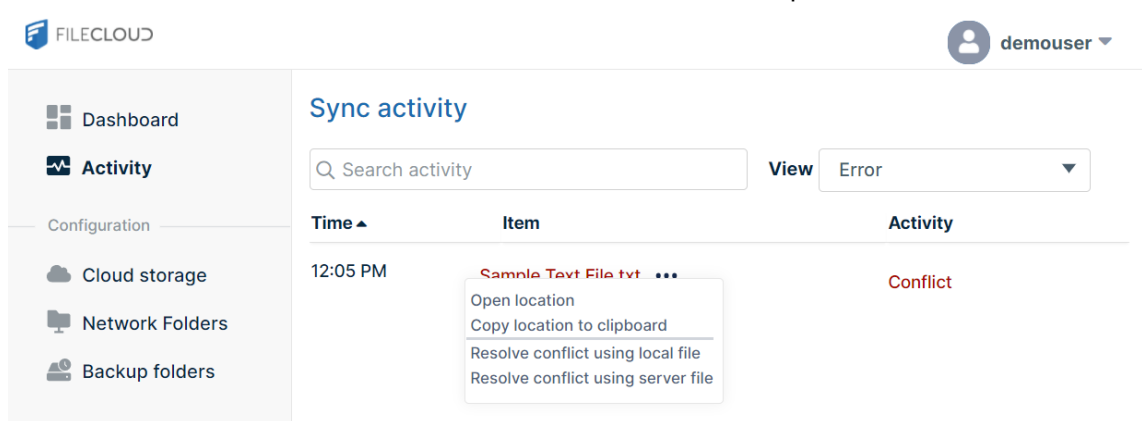 FILECLOUD
demouser
Dashboard
Activity
Configuration
Cloud storage
Network Folders
Backup folders
Sync activity
Search activity
View Error
Time Item Activity
12:05 PM Sample Text File.txt ••• Conflict
Open location
Copy location to clipboard
Resolve conflict using local file
Resolve conflict using server file